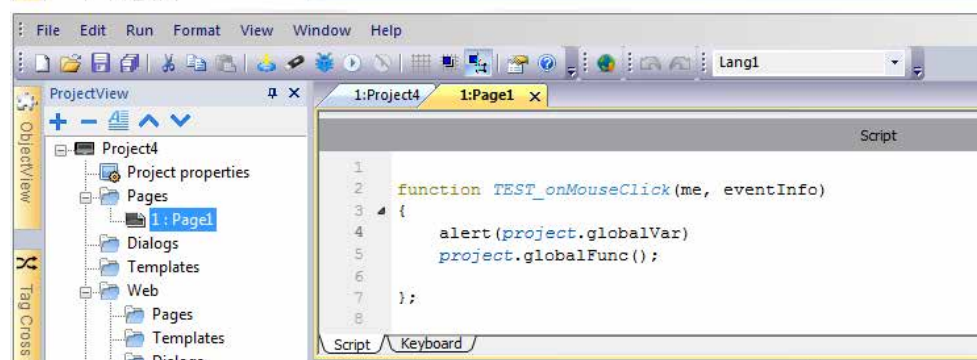 File Edit Run Format View Window Help
Lang1
ProjectView
1:Project4 1:Page1
ObjectView
Tag Cross
Project4
Project properties
Pages
1 : Page1
Dialogs
Templates
Web
Pages
Templates
Script
1
2 function TEST_onMouseClick(me, eventInfo)
3 {
4 alert(project.globalVar)
5 project.globalFunc();
6
7 };
8
Script Keyboard